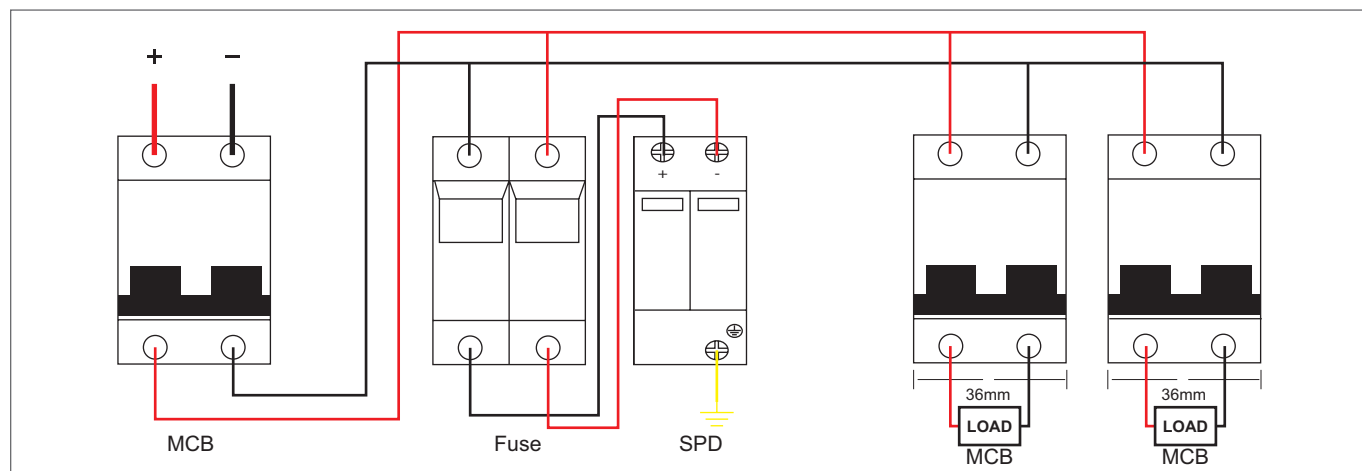 + −
+ -
36mm 36mm
LOAD LOAD
MCB Fuse SPD MCB MCB